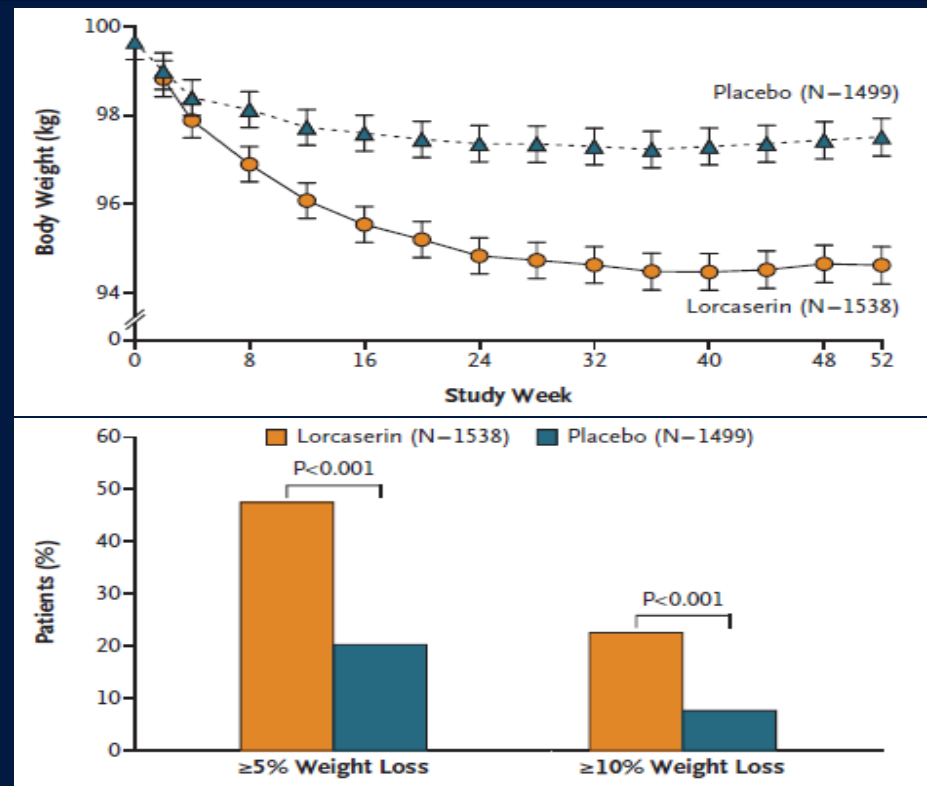 100
98
96
94
0
Body Weight (kg)
Placebo (N–1499)
Lorcaserin (N–1538)
0 8 16 24 32 40 48 52
Study Week
60
50
40
30
20
10
0
Patients (%)
Lorcaserin (N–1538) Placebo (N–1499)
P<0.001
P<0.001
≥5% Weight Loss ≥10% Weight Loss